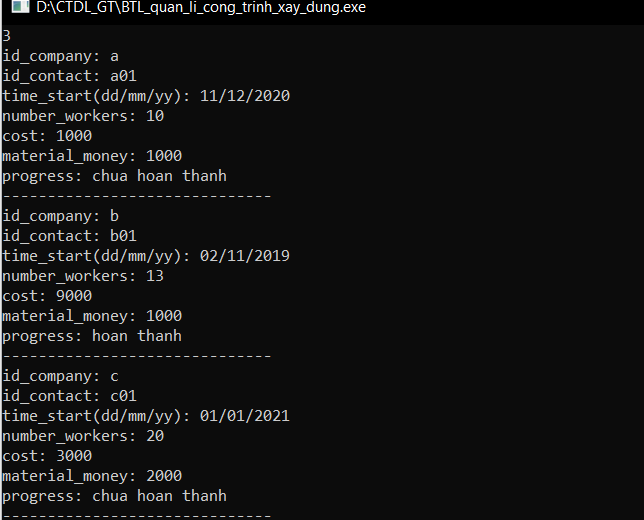 D:\CTDL_GT\BTL_quan_li_cong_trinh_xay_dung.exe
3
id_company: a
id_contact: a01
time_start(dd/mm/yy): 11/12/2020
number_workers: 10
cost: 1000
material_money: 1000
progress: chua hoan thanh
------------------------------
id_company: b
id_contact: b01
time_start(dd/mm/yy): 02/11/2019
number_workers: 13
cost: 9000
material_money: 1000
progress: hoan thanh
------------------------------
id_company: c
id_contact: c01
time_start(dd/mm/yy): 01/01/2021
number_workers: 20
cost: 3000
material_money: 2000
progress: chua hoan thanh
------------------------------